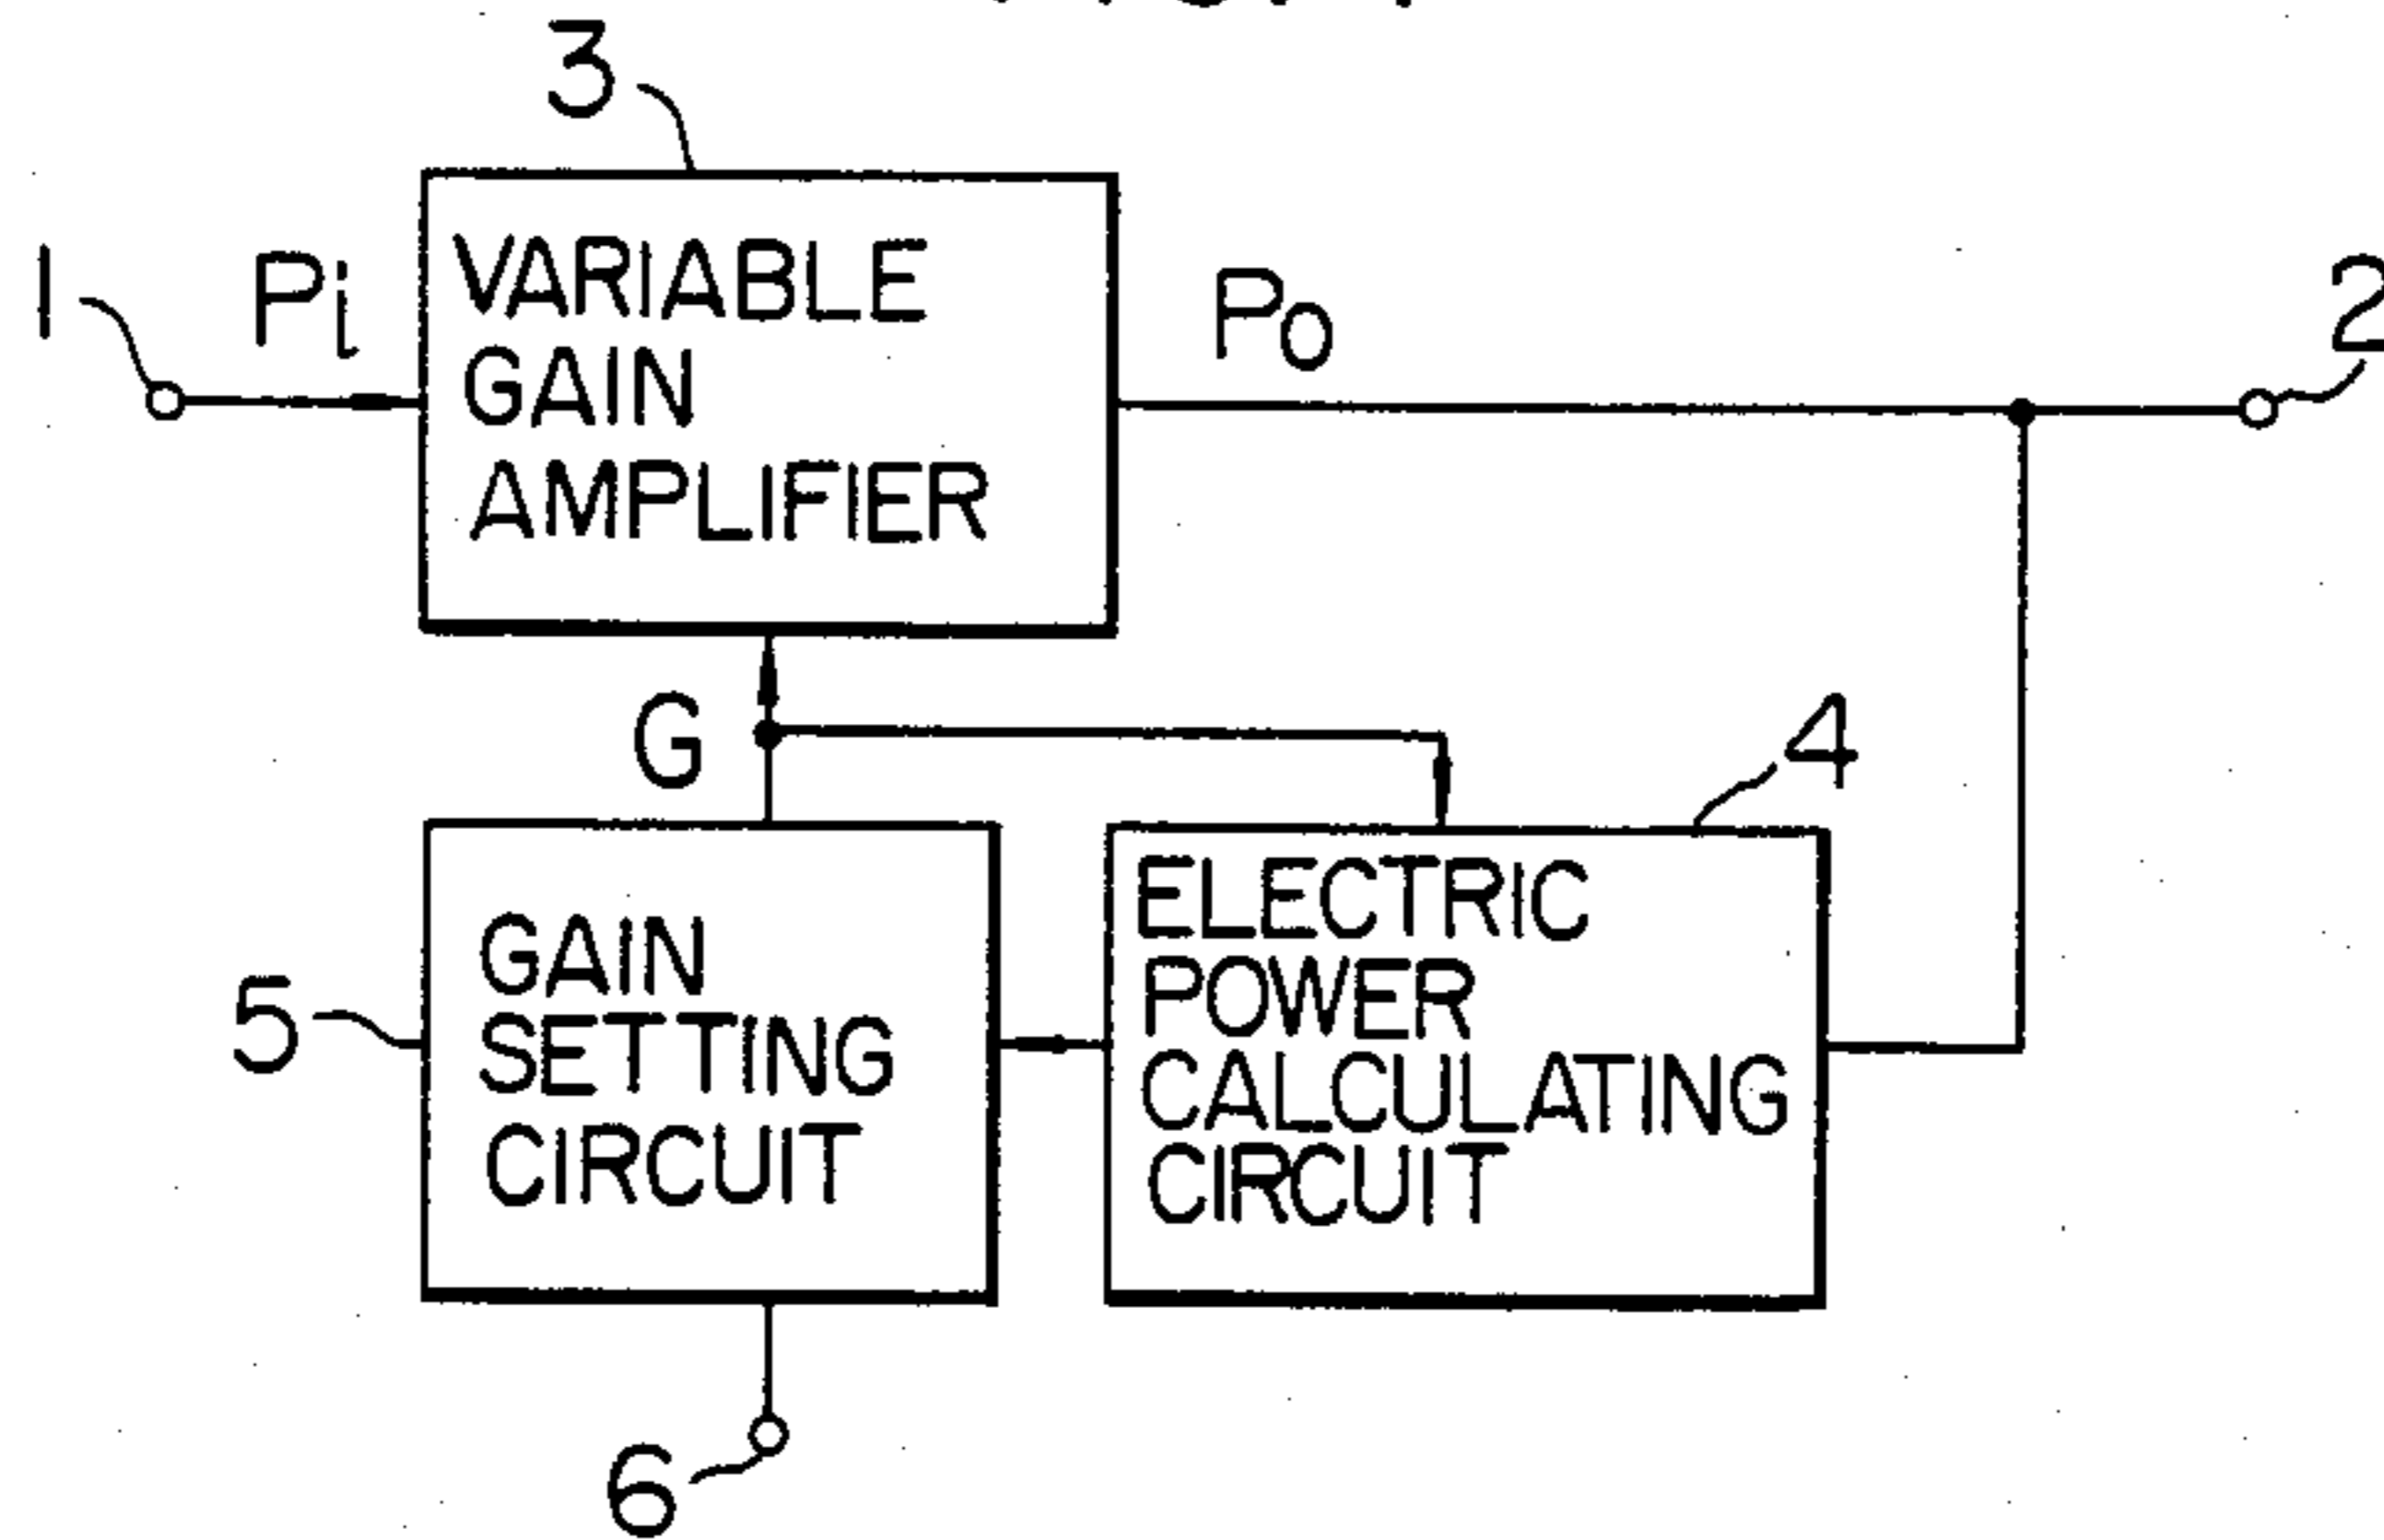 3
1
Pi
VARIABLE
GAIN
AMPLIFIER
Po
2
G
4
5
GAIN
SETTING
CIRCUIT
ELECTRIC
POWER
CALCULATING
CIRCUIT
6